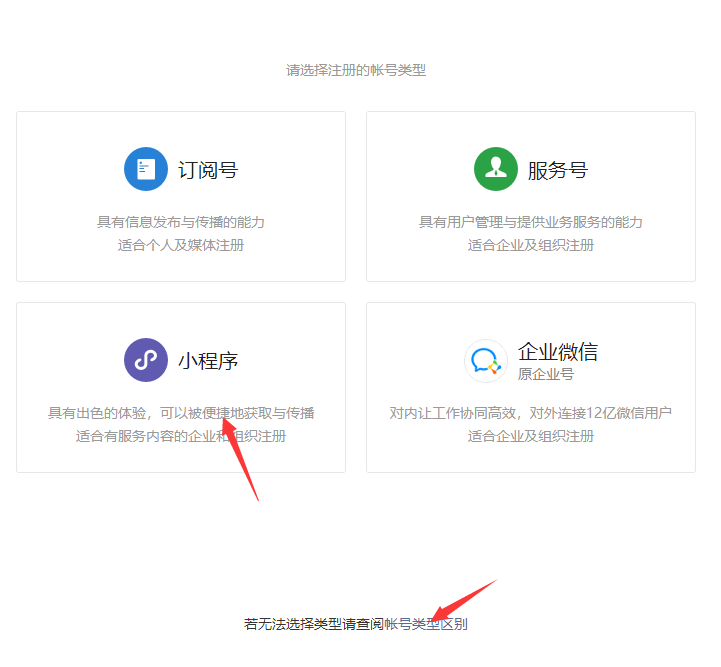 请选择注册的帐号类型
订阅号
具有信息发布与传播的能力
适合个人及媒体注册
服务号
具有用户管理与提供业务服务的能力
适合企业及组织注册
小程序
具有出色的体验，可以被便捷地获取与传播
适合有服务内容的企业和组织注册
企业微信
原企业号
对内让工作协同高效，对外连接12亿微信用户
适合企业及组织注册
若无法选择类型请查阅帐号类型区别